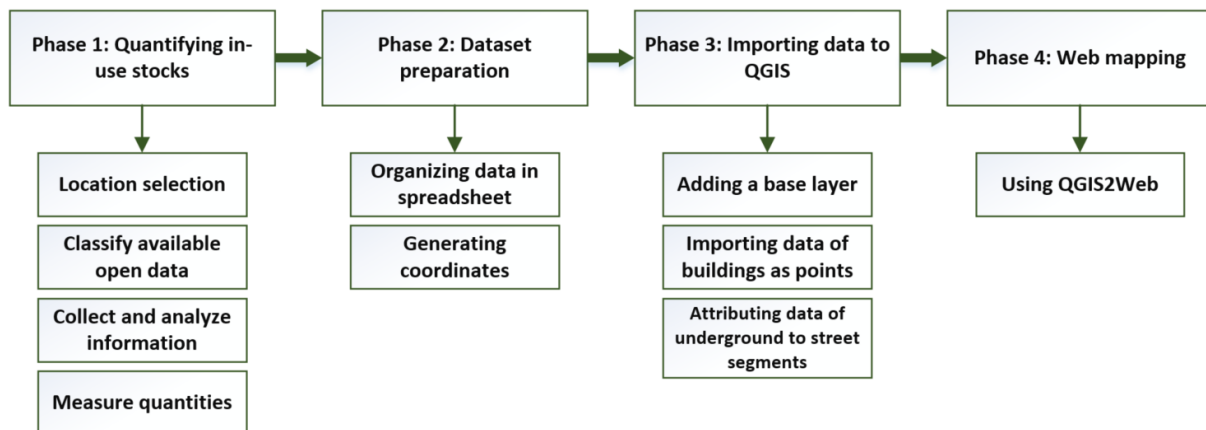 Phase 1: Quantifying in-
use stocks
Phase 2: Dataset
preparation
Phase 3: Importing data to
QGIS
Phase 4: Web mapping
Location selection
Classify available
open data
Collect and analyze
information
Measure quantities
Organizing data in
spreadsheet
Generating
coordinates
Adding a base layer
Importing data of
buildings as points
Attributing data of
underground to street
segments
Using QGIS2Web